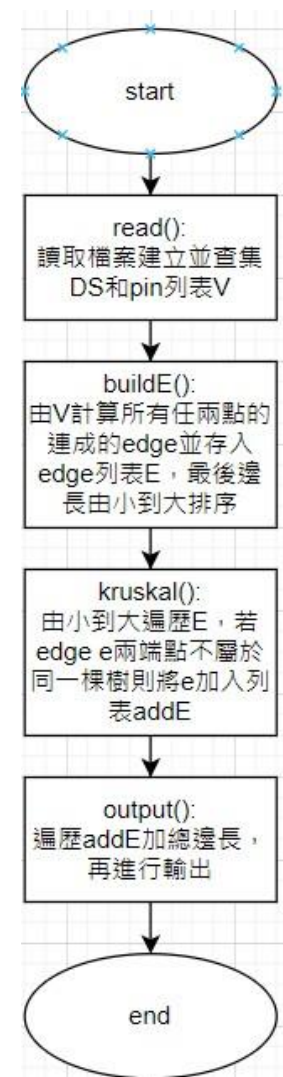 start
read():
讀取檔案建立並查集
DS和pin列表V
buildE():
由V計算所有任兩點的
連成的edge並存入
edge列表E，最後邊
長由小到大排序
kruskal():
由小到大遍歷E，若
edge e兩端點不屬於
同一棵樹則將e加入列
表addE
output():
遍歷addE加總邊長，
再進行輸出
end